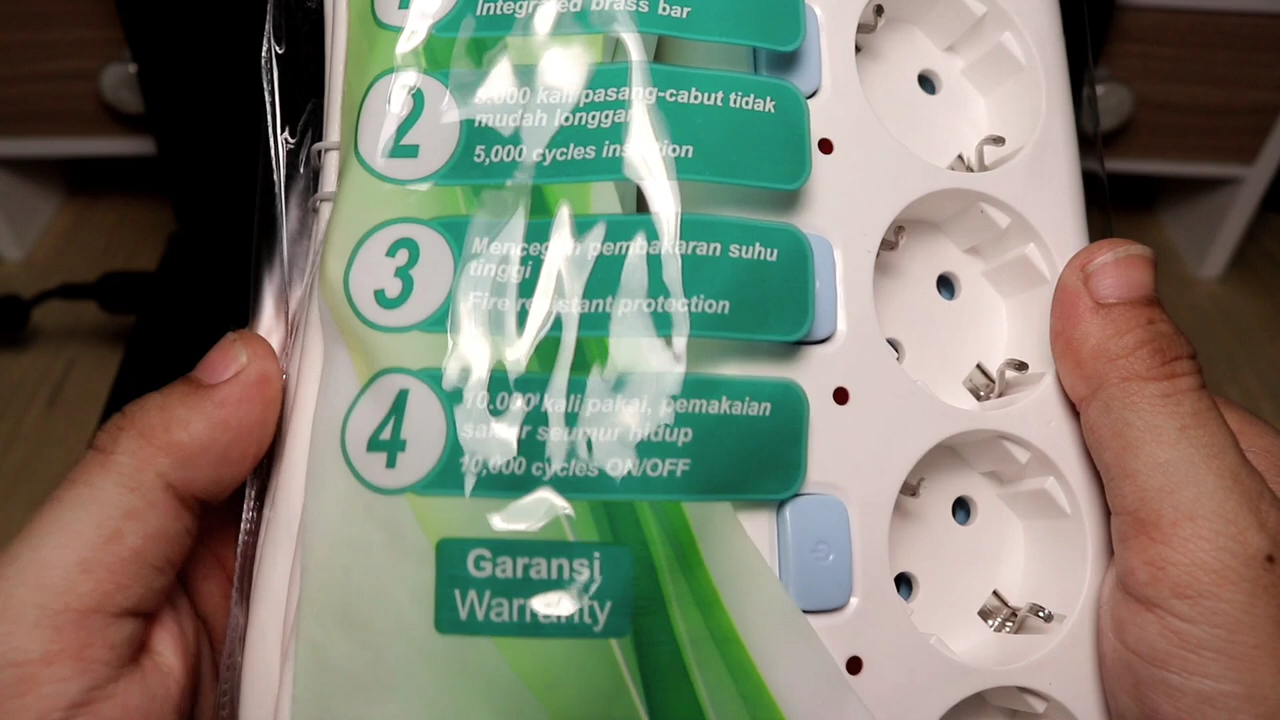 1
Integrated brass bar
2
5.000 kali pasang-cabut tidak
mudah longgar
5,000 cycles insertion
3
Mencegah pembakaran suhu
tinggi
Fire resistant protection
4
10.000 kali pakai, pemakaian
saklar seumur hidup
10,000 cycles ON/OFF
Garansi
Warranty